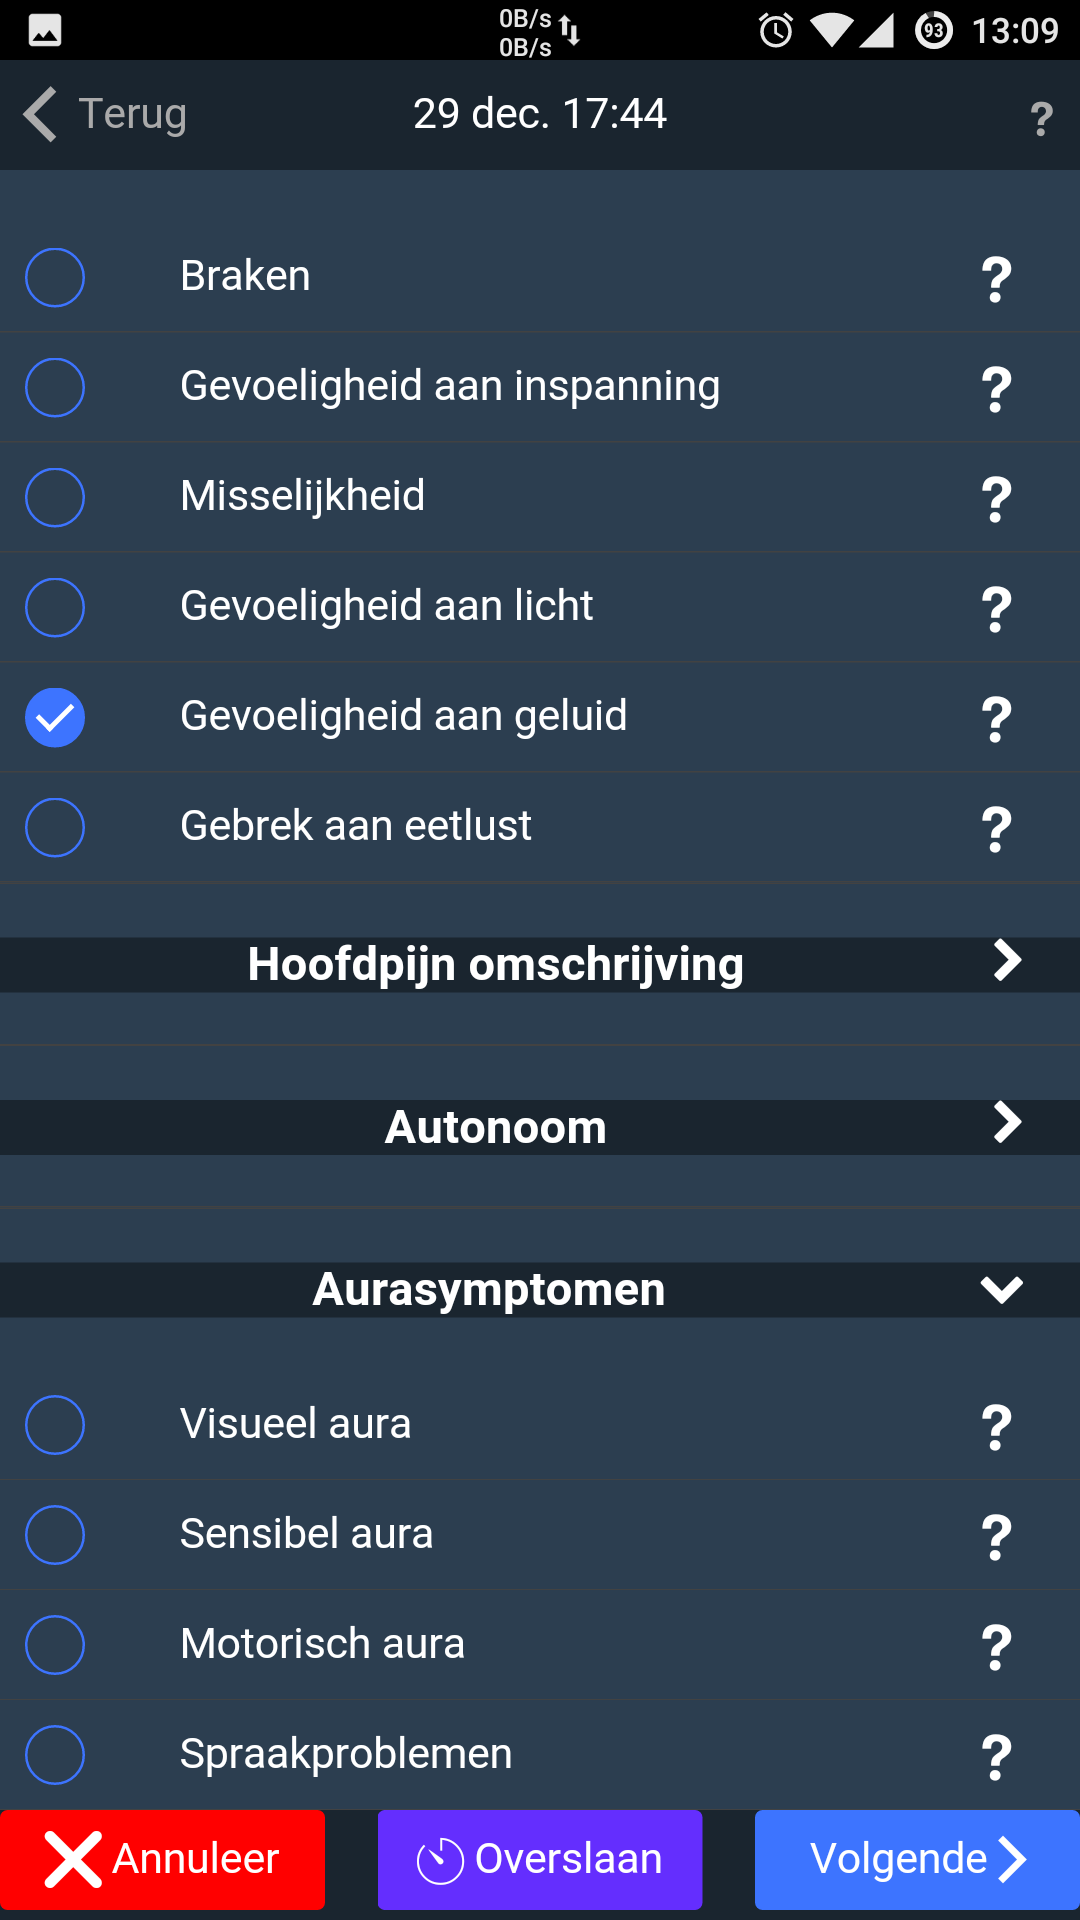 0B/s
0B/s
93
13:09
Terug
29 dec. 17:44
?
Braken ?
Gevoeligheid aan inspanning ?
Misselijkheid ?
Gevoeligheid aan licht ?
Gevoeligheid aan geluid ?
Gebrek aan eetlust ?
Hoofdpijn omschrijving
Autonoom
Aurasymptomen
Visueel aura ?
Sensibel aura ?
Motorisch aura ?
Spraakproblemen ?
Annuleer
Overslaan
Volgende